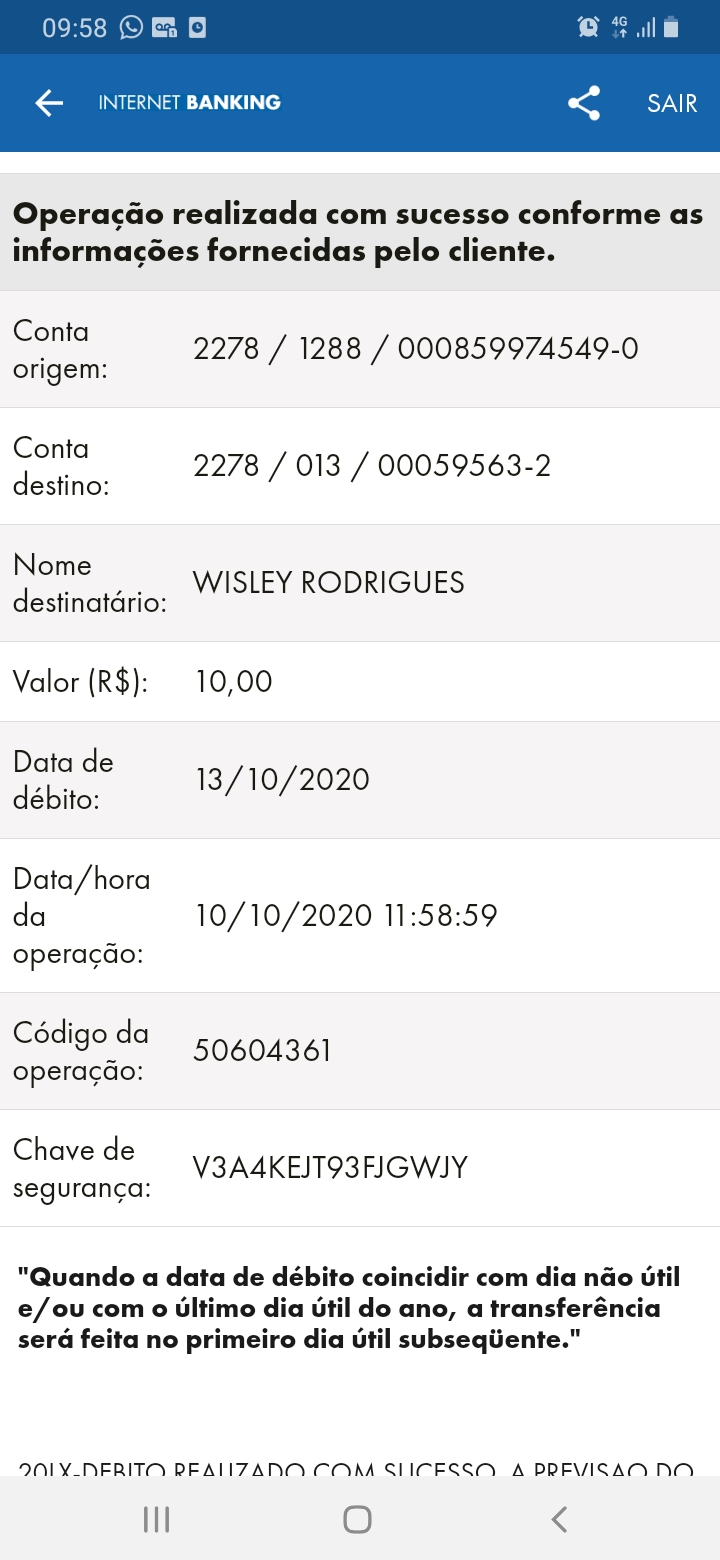 09:58
4G
INTERNET BANKING
SAIR
Operação realizada com sucesso conforme as
informações fornecidas pelo cliente.
Conta
origem:
2278 / 1288 / 000859974549-0
Conta
destino:
2278 / 013 / 00059563-2
Nome
destinatário:
WISLEY RODRIGUES
Valor (R$):
10,00
Data de
débito:
13/10/2020
Data/hora
da
operação:
10/10/2020 11:58:59
Código da
operação:
50604361
Chave de
segurança:
V3A4KEJT93FJGWJY
"Quando a data de débito coincidir com dia não útil
e/ou com o último dia útil do ano, a transferência
será feita no primeiro dia útil subseqüente."
20LX-DEBITO REALIZADO COM SUCESSO. A PREVISAO DO